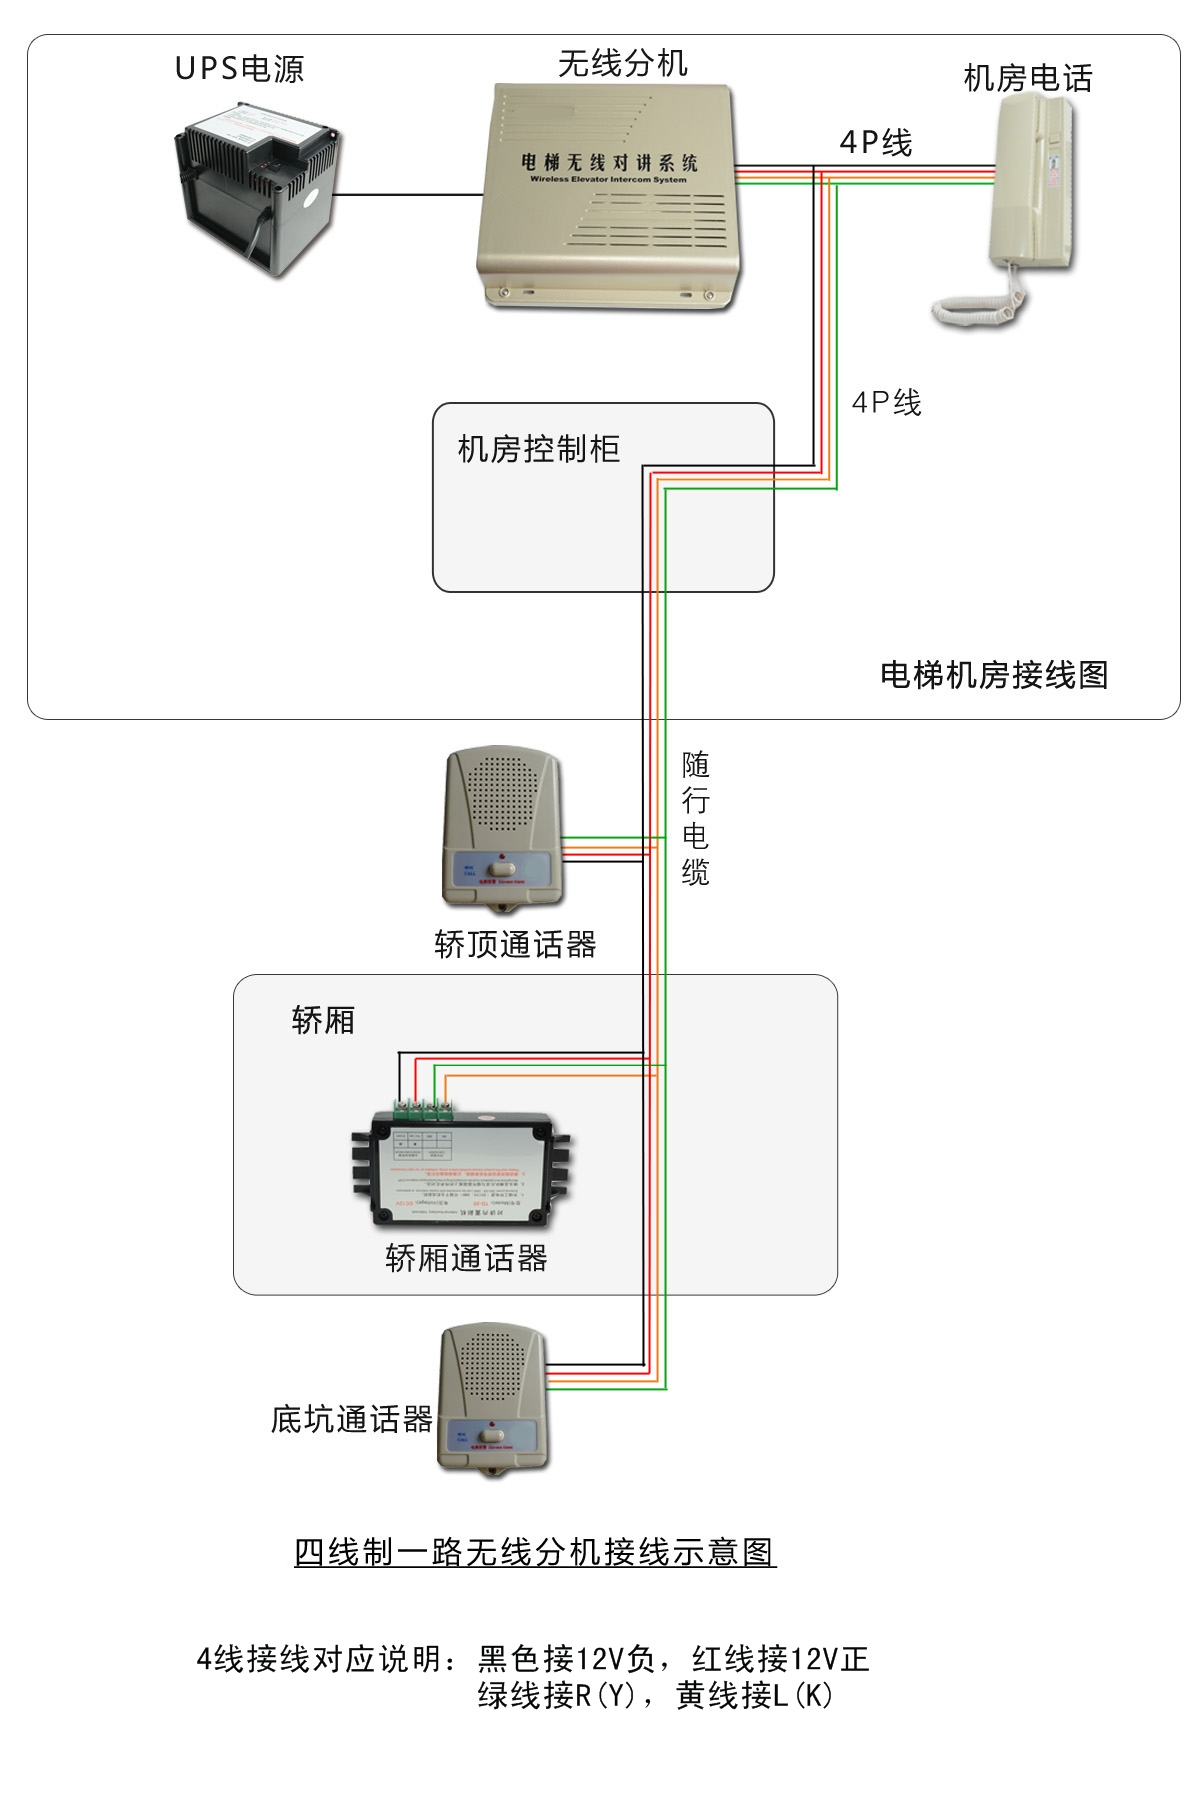 UPS电源
无线分机
机房电话
4P线
电梯无线对讲系统
Wireless Elevator Intercom System
4P线
机房控制柜
电梯机房接线图
随行电缆
CALL
轿顶通话器
轿厢
轿厢通话器
CALL
底坑通话器
四线制一路无线分机接线示意图
4线接线对应说明：黑色接12V负，红线接12V正
绿线接R(Y)，黄线接L(K)